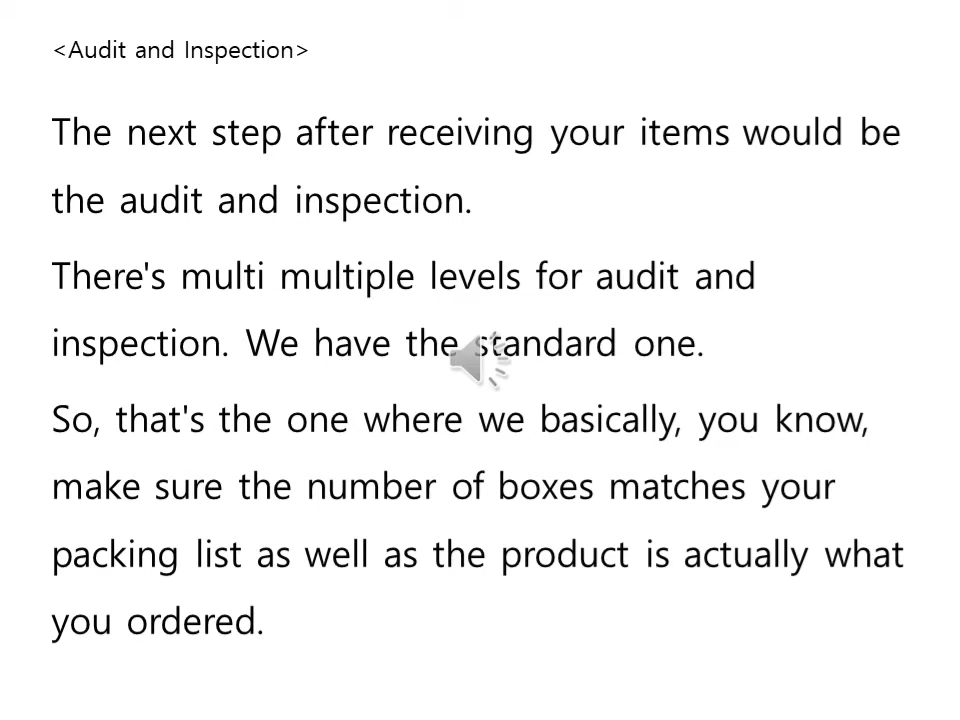 <Audit and Inspection>
The next step after receiving your items would be
the audit and inspection.
There's multi multiple levels for audit and
inspection. We have the standard one.
So, that's the one where we basically, you know,
make sure the number of boxes matches your
packing list as well as the product is actually what
you ordered.